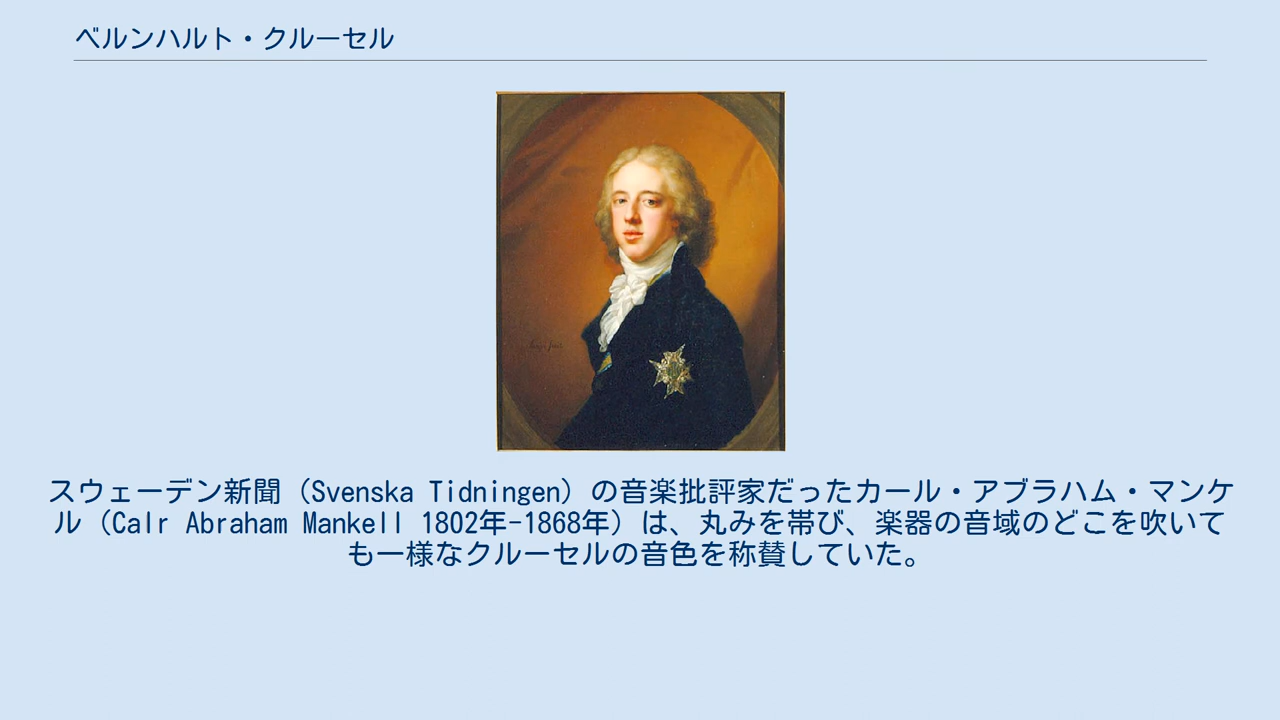 ベルンハルト・クルーセル
スウェーデン新聞（Svenska Tidningen）の音楽批評家だったカール・アブラハム・マンケ
ル（Calr Abraham Mankell 1802年-1868年）は、丸みを帯び、楽器の音域のどこを吹いて
も一様なクルーセルの音色を称賛していた。